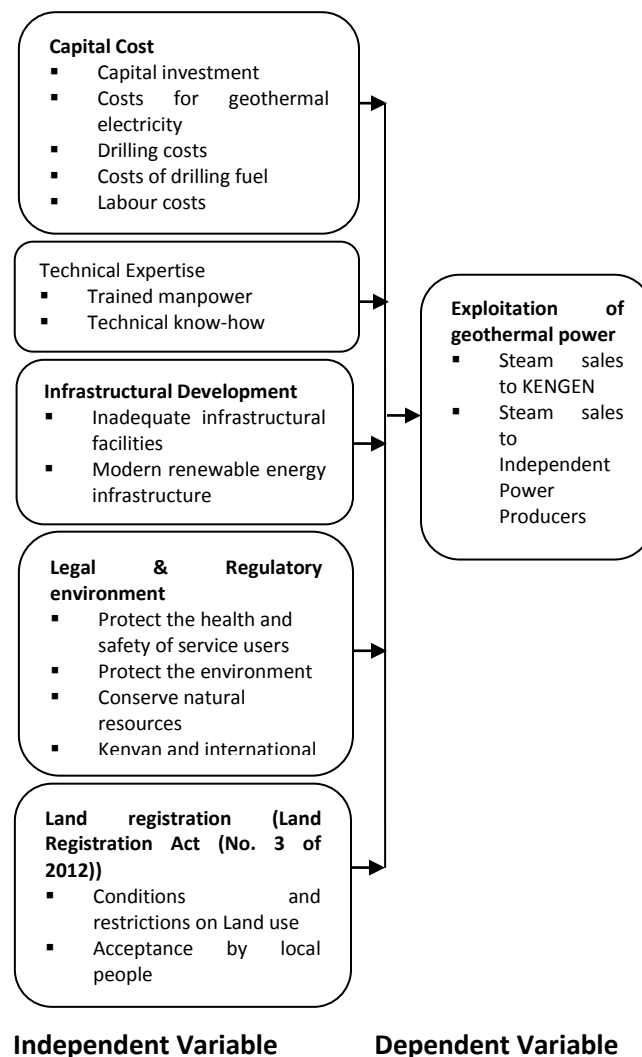 Capital Cost
▪ Capital investment
▪ Costs for geothermal
electricity
▪ Drilling costs
▪ Costs of drilling fuel
▪ Labour costs
Technical Expertise
▪ Trained manpower
▪ Technical know-how
Infrastructural Development
▪ Inadequate infrastructural
facilities
▪ Modern renewable energy
infrastructure
Legal & Regulatory
environment
▪ Protect the health and
safety of service users
▪ Protect the environment
▪ Conserve natural
resources
▪ Kenyan and international
Land registration (Land
Registration Act (No. 3 of
2012))
▪ Conditions and
restrictions on Land use
▪ Acceptance by local
people
Exploitation of
geothermal power
▪ Steam sales
to KENGEN
▪ Steam sales
to
Independent
Power
Producers
Independent Variable
Dependent Variable